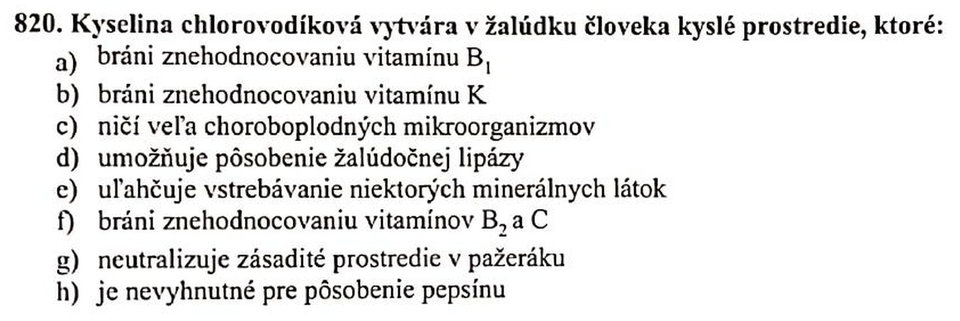 820. Kyselina chlorovodíková vytvára v žalúdku človeka kyslé prostredie, ktoré:
a) bráni znehodnocovaniu vitamínu B₁
b) bráni znehodnocovaniu vitamínu K
c) ničí veľa choroboplodných mikroorganizmov
d) umožňuje pôsobenie žalúdočnej lipázy
e) uľahčuje vstrebávanie niektorých minerálnych látok
f) bráni znehodnocovaniu vitamínov B₂ a C
g) neutralizuje zásadité prostredie v pažeráku
h) je nevyhnutné pre pôsobenie pepsínu